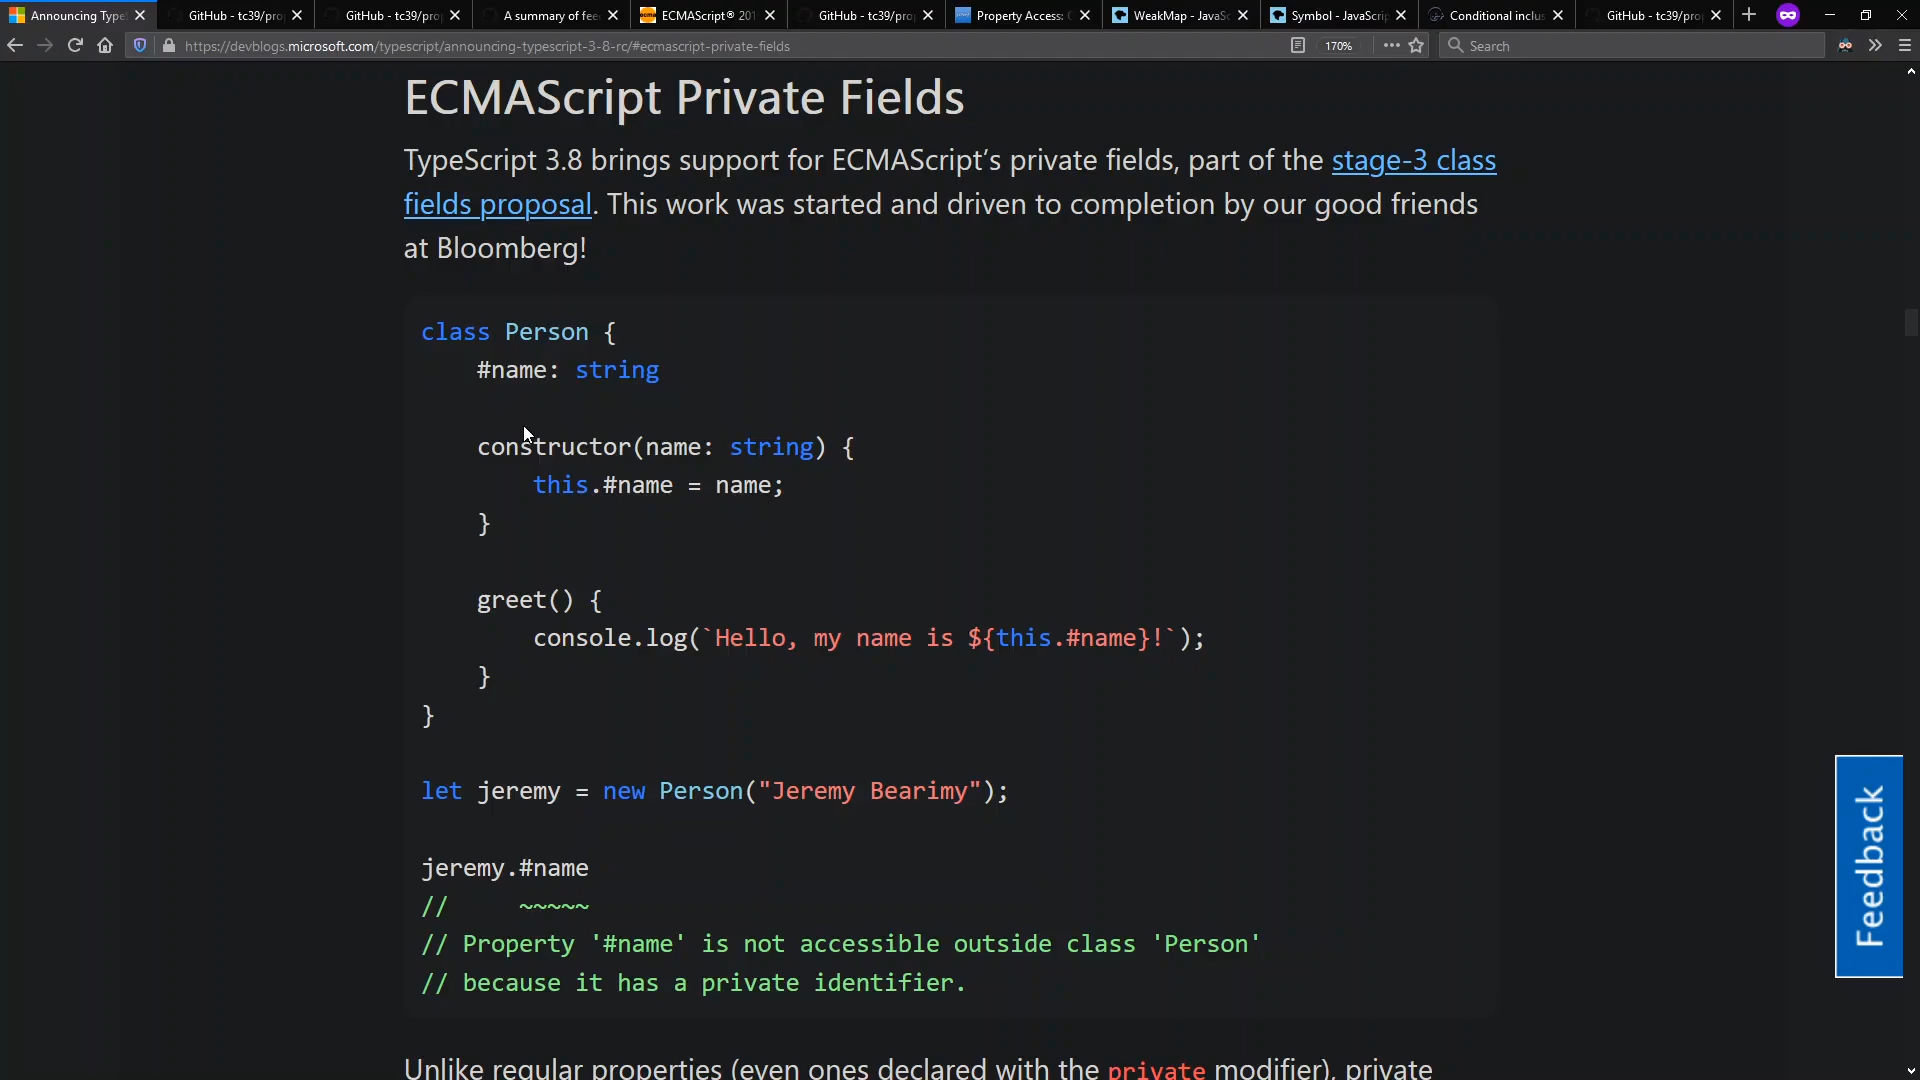 Announcing Type
GitHub - tc39/pro
GitHub - tc39/pro
A summary of fee
ECMAScript® 201
GitHub - tc39/pro
Property Access:
WeakMap - JavaSc
Symbol - JavaScrip
Conditional inclus
GitHub - tc39/pro
https://devblogs.microsoft.com/typescript/announcing-typescript-3-8-rc/#ecmascript-private-fields
170%
Search
ECMAScript Private Fields
TypeScript 3.8 brings support for ECMAScript’s private fields, part of the stage-3 class
fields proposal. This work was started and driven to completion by our good friends
at Bloomberg!
class Person {
#name: string
constructor(name: string) {
this.#name = name;
}
greet() {
console.log(`Hello, my name is ${this.#name}!`);
}
}
let jeremy = new Person("Jeremy Bearimy");
jeremy.#name
//     ~~~~~
// Property '#name' is not accessible outside class 'Person'
// because it has a private identifier.
Feedback
Unlike regular properties (even ones declared with the private modifier), private